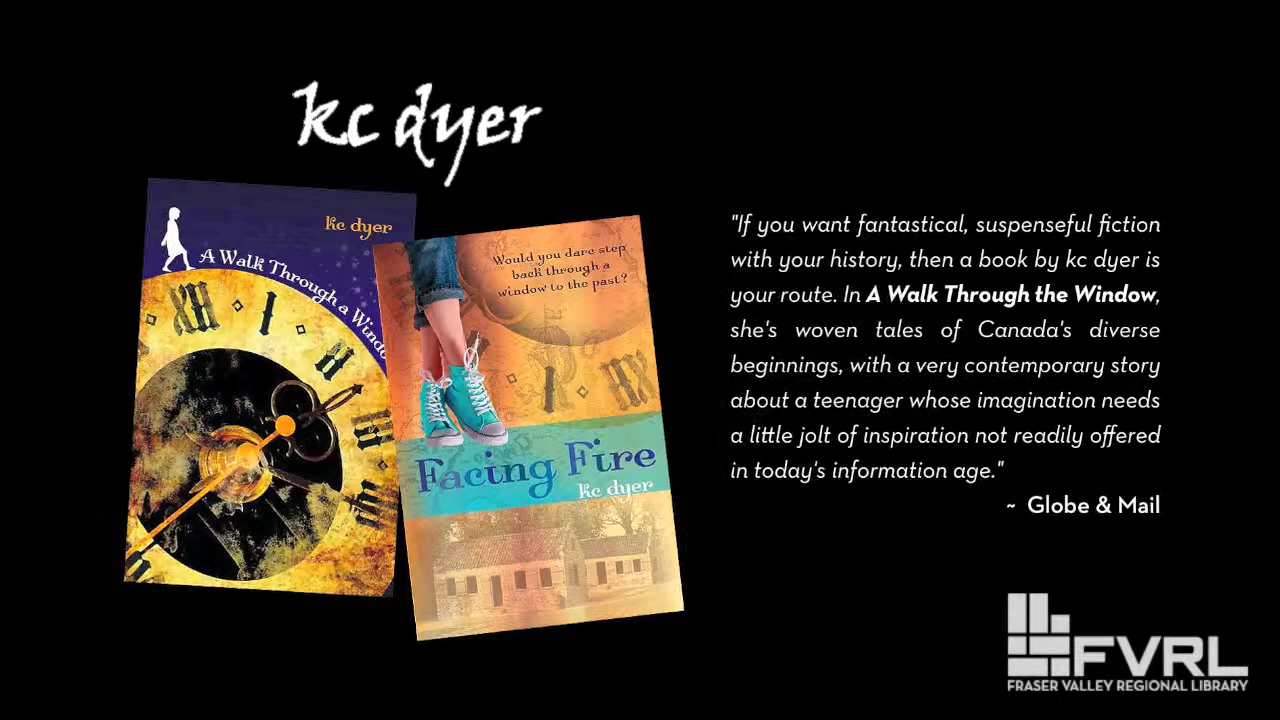 kc dyer
kc dyer
A Walk Through a Windo
XII
I
II
Would you dare step
back through a
window to the past?
I
Facing Fire
kc dyer
"If you want fantastical, suspenseful fiction
with your history, then a book by kc dyer is
your route. In A Walk Through the Window,
she's woven tales of Canada's diverse
beginnings, with a very contemporary story
about a teenager whose imagination needs
a little jolt of inspiration not readily offered
in today's information age."
~ Globe & Mail
FVRL
FRASER VALLEY REGIONAL LIBRARY